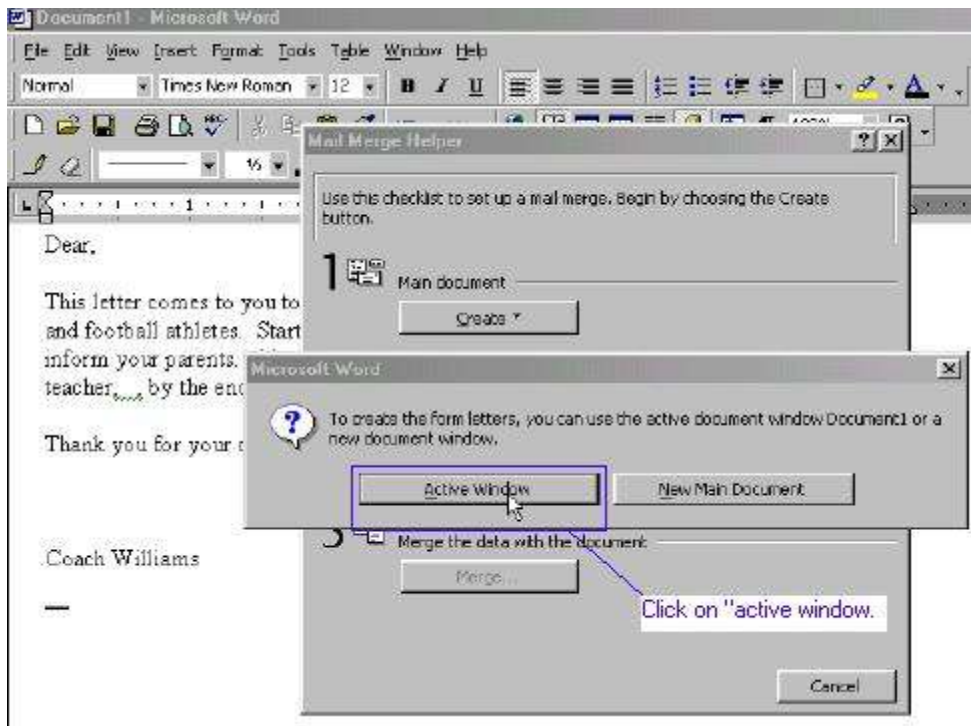 Document1 - Microsoft Word
File Edit View Insert Format Tools Table Window Help
Normal Times New Roman 12 B I U A
Mail Merge Helper
Use this checklist to set up a mail merge. Begin by choosing the Create
button.
1 Main document
Create
Dear,
This letter comes to you to
and football athletes. Start
inform your parents.
teacher, by the
Thank you for your
Coach Williams
Microsoft Word
To create the form letters, you can use the active document window Document1 or a
new document window.
Active Window New Main Document
3 Merge the data with the document
Merge...
Click on "active window.
Cancel